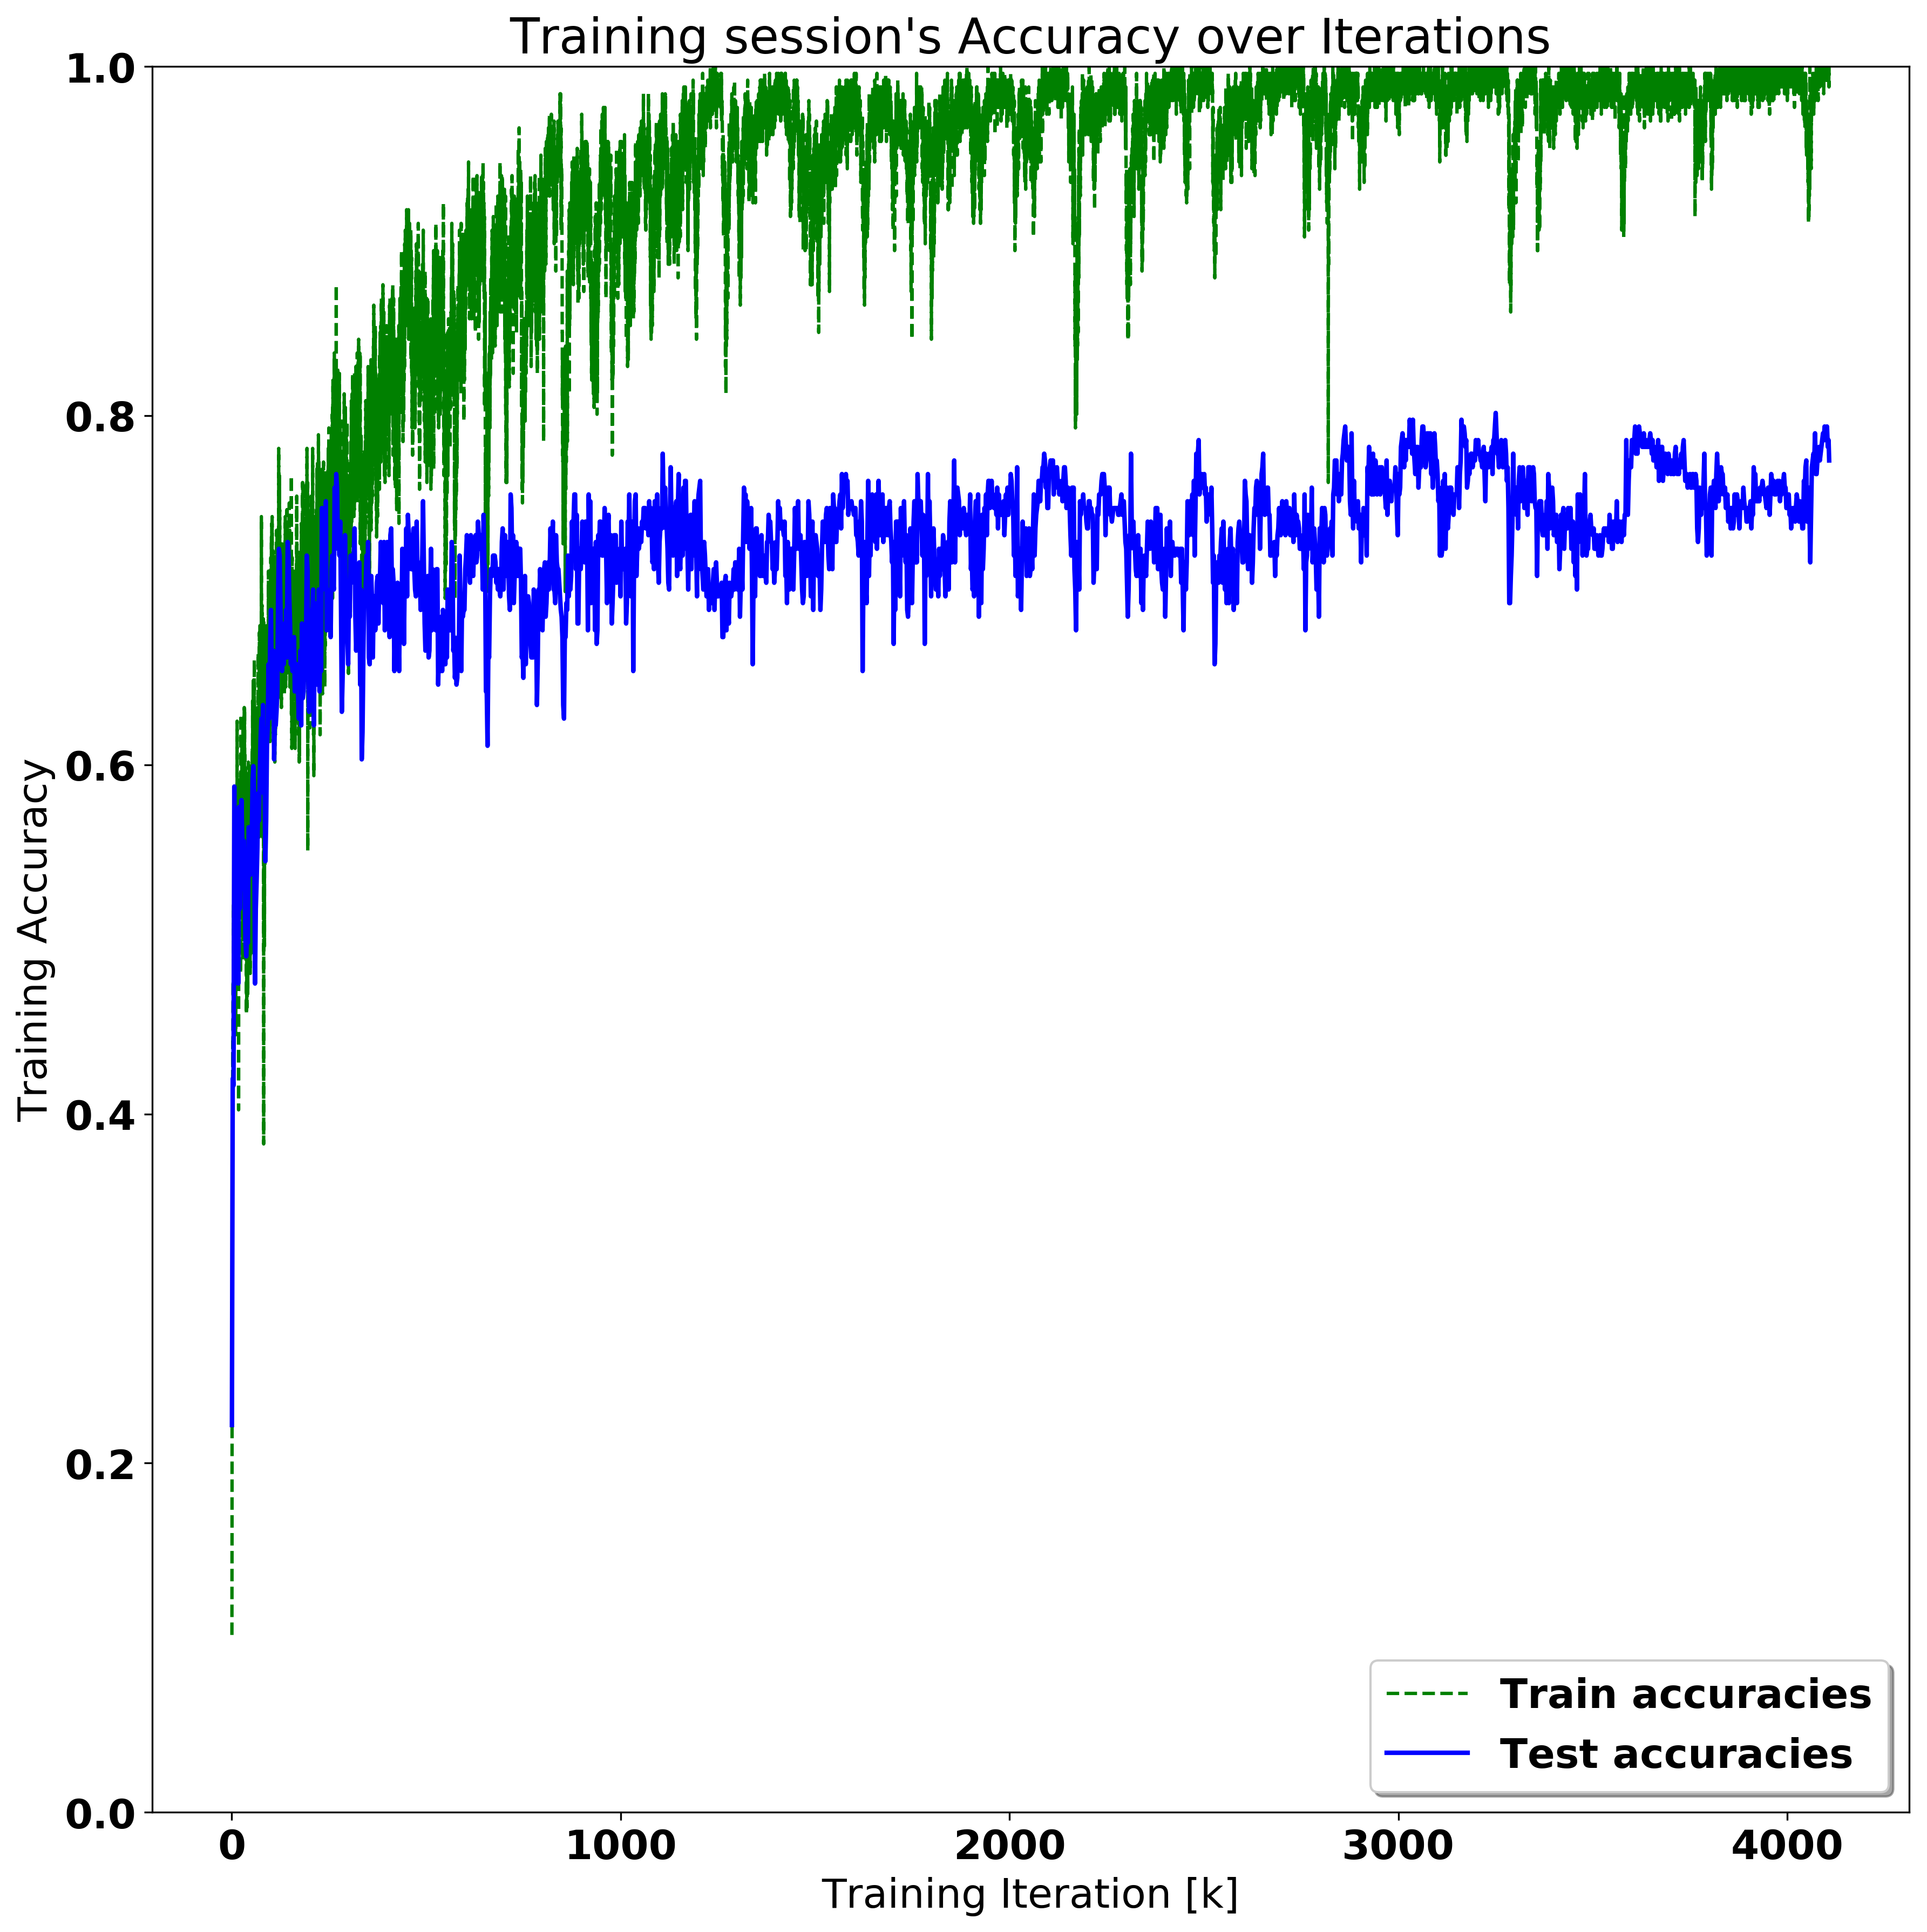 Training session's Accuracy over Iterations
1.0
0.8
0.6
0.4
0.2
0.0
Training Accuracy
0 1000 2000 3000 4000
Training Iteration [k]
Train accuracies
Test accuracies